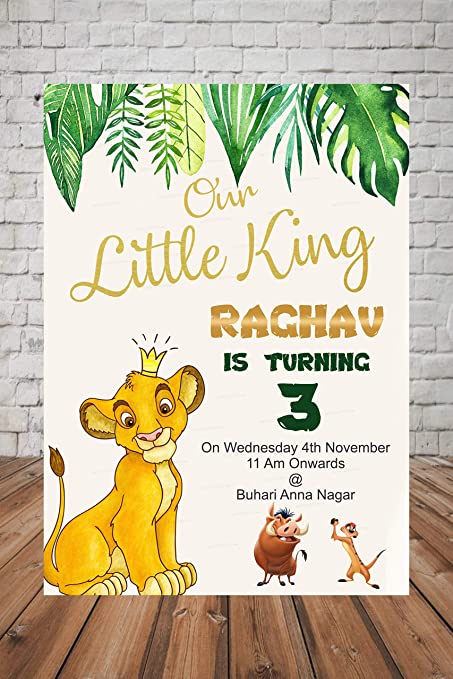 Our
Little King
RAGHAV
IS TURNING
3
On Wednesday 4th November
11 Am Onwards
@
Buhari Anna Nagar